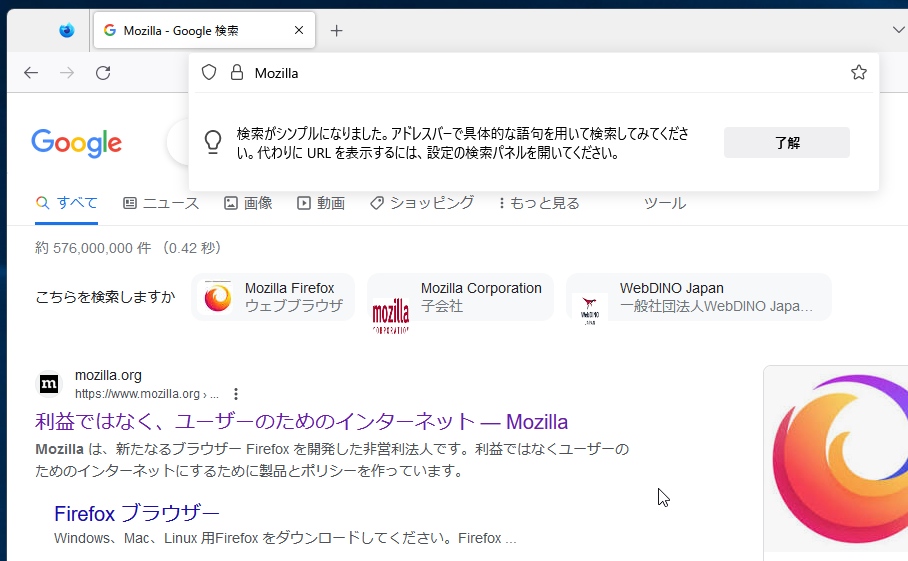 Mozilla - Google 検索
Mozilla
検索がシンプルになりました。アドレスバーで具体的な語句を用いて検索してみてくださ
い。代わりに URL を表示するには、設定の検索パネルを開いてください。
了解
Google
すべて ニュース 画像 動画 ショッピング もっと見る ツール
約 576,000,000 件 （0.42 秒）
こちらを検索しますか
Mozilla Firefox
ウェブブラウザ
mozilla
CORPORATION
Mozilla Corporation
子会社
WebDINO
JAPAN
WebDINO Japan
一般社団法人WebDINO Japa...
m
mozilla.org
https://www.mozilla.org › ...
利益ではなく、ユーザーのためのインターネット — Mozilla
Mozilla は、新たなるブラウザー Firefox を開発した非営利法人です。利益ではなくユーザーの
ためのインターネットにするために製品とポリシーを作っています。
Firefox ブラウザー
Windows、Mac、Linux 用Firefox をダウンロードしてください。Firefox ...